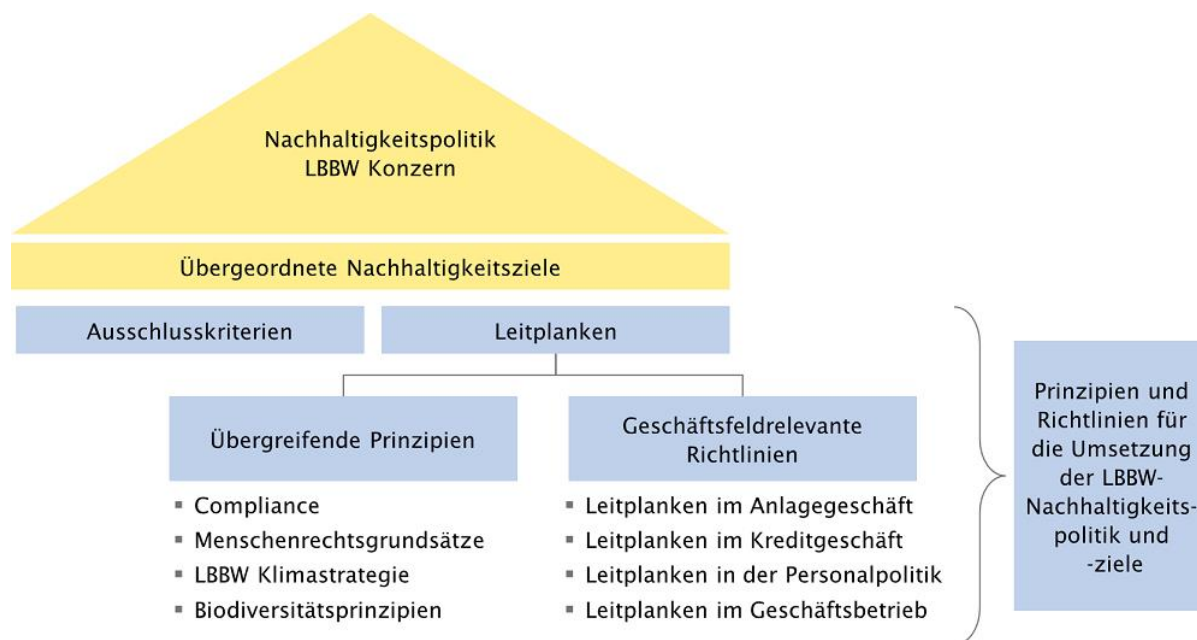 Nachhaltigkeitspolitik
LBBW Konzern
Übergeordnete Nachhaltigkeitsziele
Ausschlusskriterien
Leitplanken
Übergreifende Prinzipien
Compliance
Menschenrechtsgrundsätze
LBBW Klimastrategie
Biodiversitätsprinzipien
Geschäftsfeldrelevante
Richtlinien
Leitplanken im Anlagegeschäft
Leitplanken im Kreditgeschäft
Leitplanken in der Personalpolitik
Leitplanken im Geschäftsbetrieb
Prinzipien und
Richtlinien für
die Umsetzung
der LBBW-
Nachhaltigkeits-
politik und
-ziele